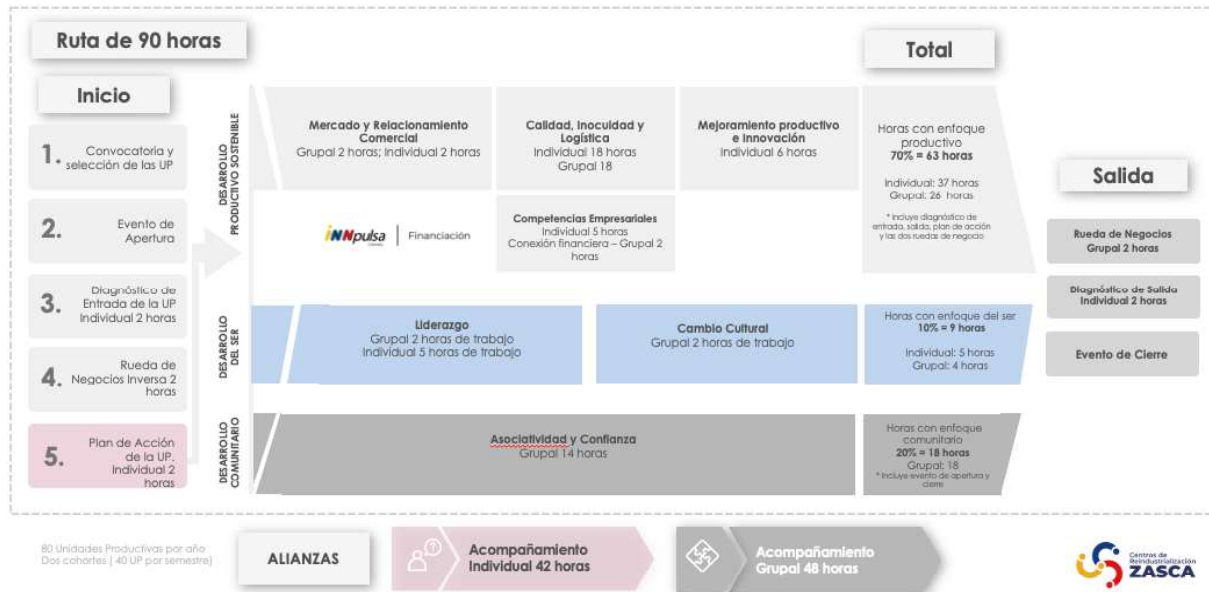 Ruta de 90 horas
Inicio
1. Convocatoria y
selección de las UP
2. Evento de
Apertura
3. Diagnóstico de
Entrada de la UP
Individual 2 horas
4. Rueda de
Negocios Inversa 2
horas
5. Plan de Acción
de la UP.
Individual 2
horas
DESARROLLO
PRODUCTIVO SOSTENIBLE
Mercado y Relacionamiento
Comercial
Grupal 2 horas; Individual 2 horas
Calidad, Inocuidad y
Logística
Individual 18 horas
Grupal 18
Mejoramiento productivo
e Innovación
Individual 6 horas
iNNpulsa
Financiación
Competencias Empresariales
Individual 5 horas
Conexión financiera – Grupal 2
horas
Total
Horas con enfoque
productivo
70% = 63 horas
Individual: 37 horas
Grupal: 26 horas
* Incluye diagnóstico de
entrada, salida, plan de acción
y las dos ruedas de negocio
DESARROLLO
DEL SER
Liderazgo
Grupal 2 horas de trabajo
Individual 5 horas de trabajo
Cambio Cultural
Grupal 2 horas de trabajo
Horas con enfoque del ser
10% = 9 horas
Individual: 5 horas
Grupal: 4 horas
DESARROLLO
COMUNITARIO
Asociatividad y Confianza
Grupal 14 horas
Horas con enfoque
comunitario
20% = 18 horas
Grupal: 18
* Incluye evento de apertura y
cierre
Salida
Rueda de Negocios
Grupal 2 horas
Diagnóstico de Salida
Individual 2 horas
Evento de Cierre
80 Unidades Productivas por año
Dos cohortes ( 40 UP por semestre)
ALIANZAS
Acompañamiento
Individual 42 horas
Acompañamiento
Grupal 48 horas
Centros de
Reindustrialización
ZASCA